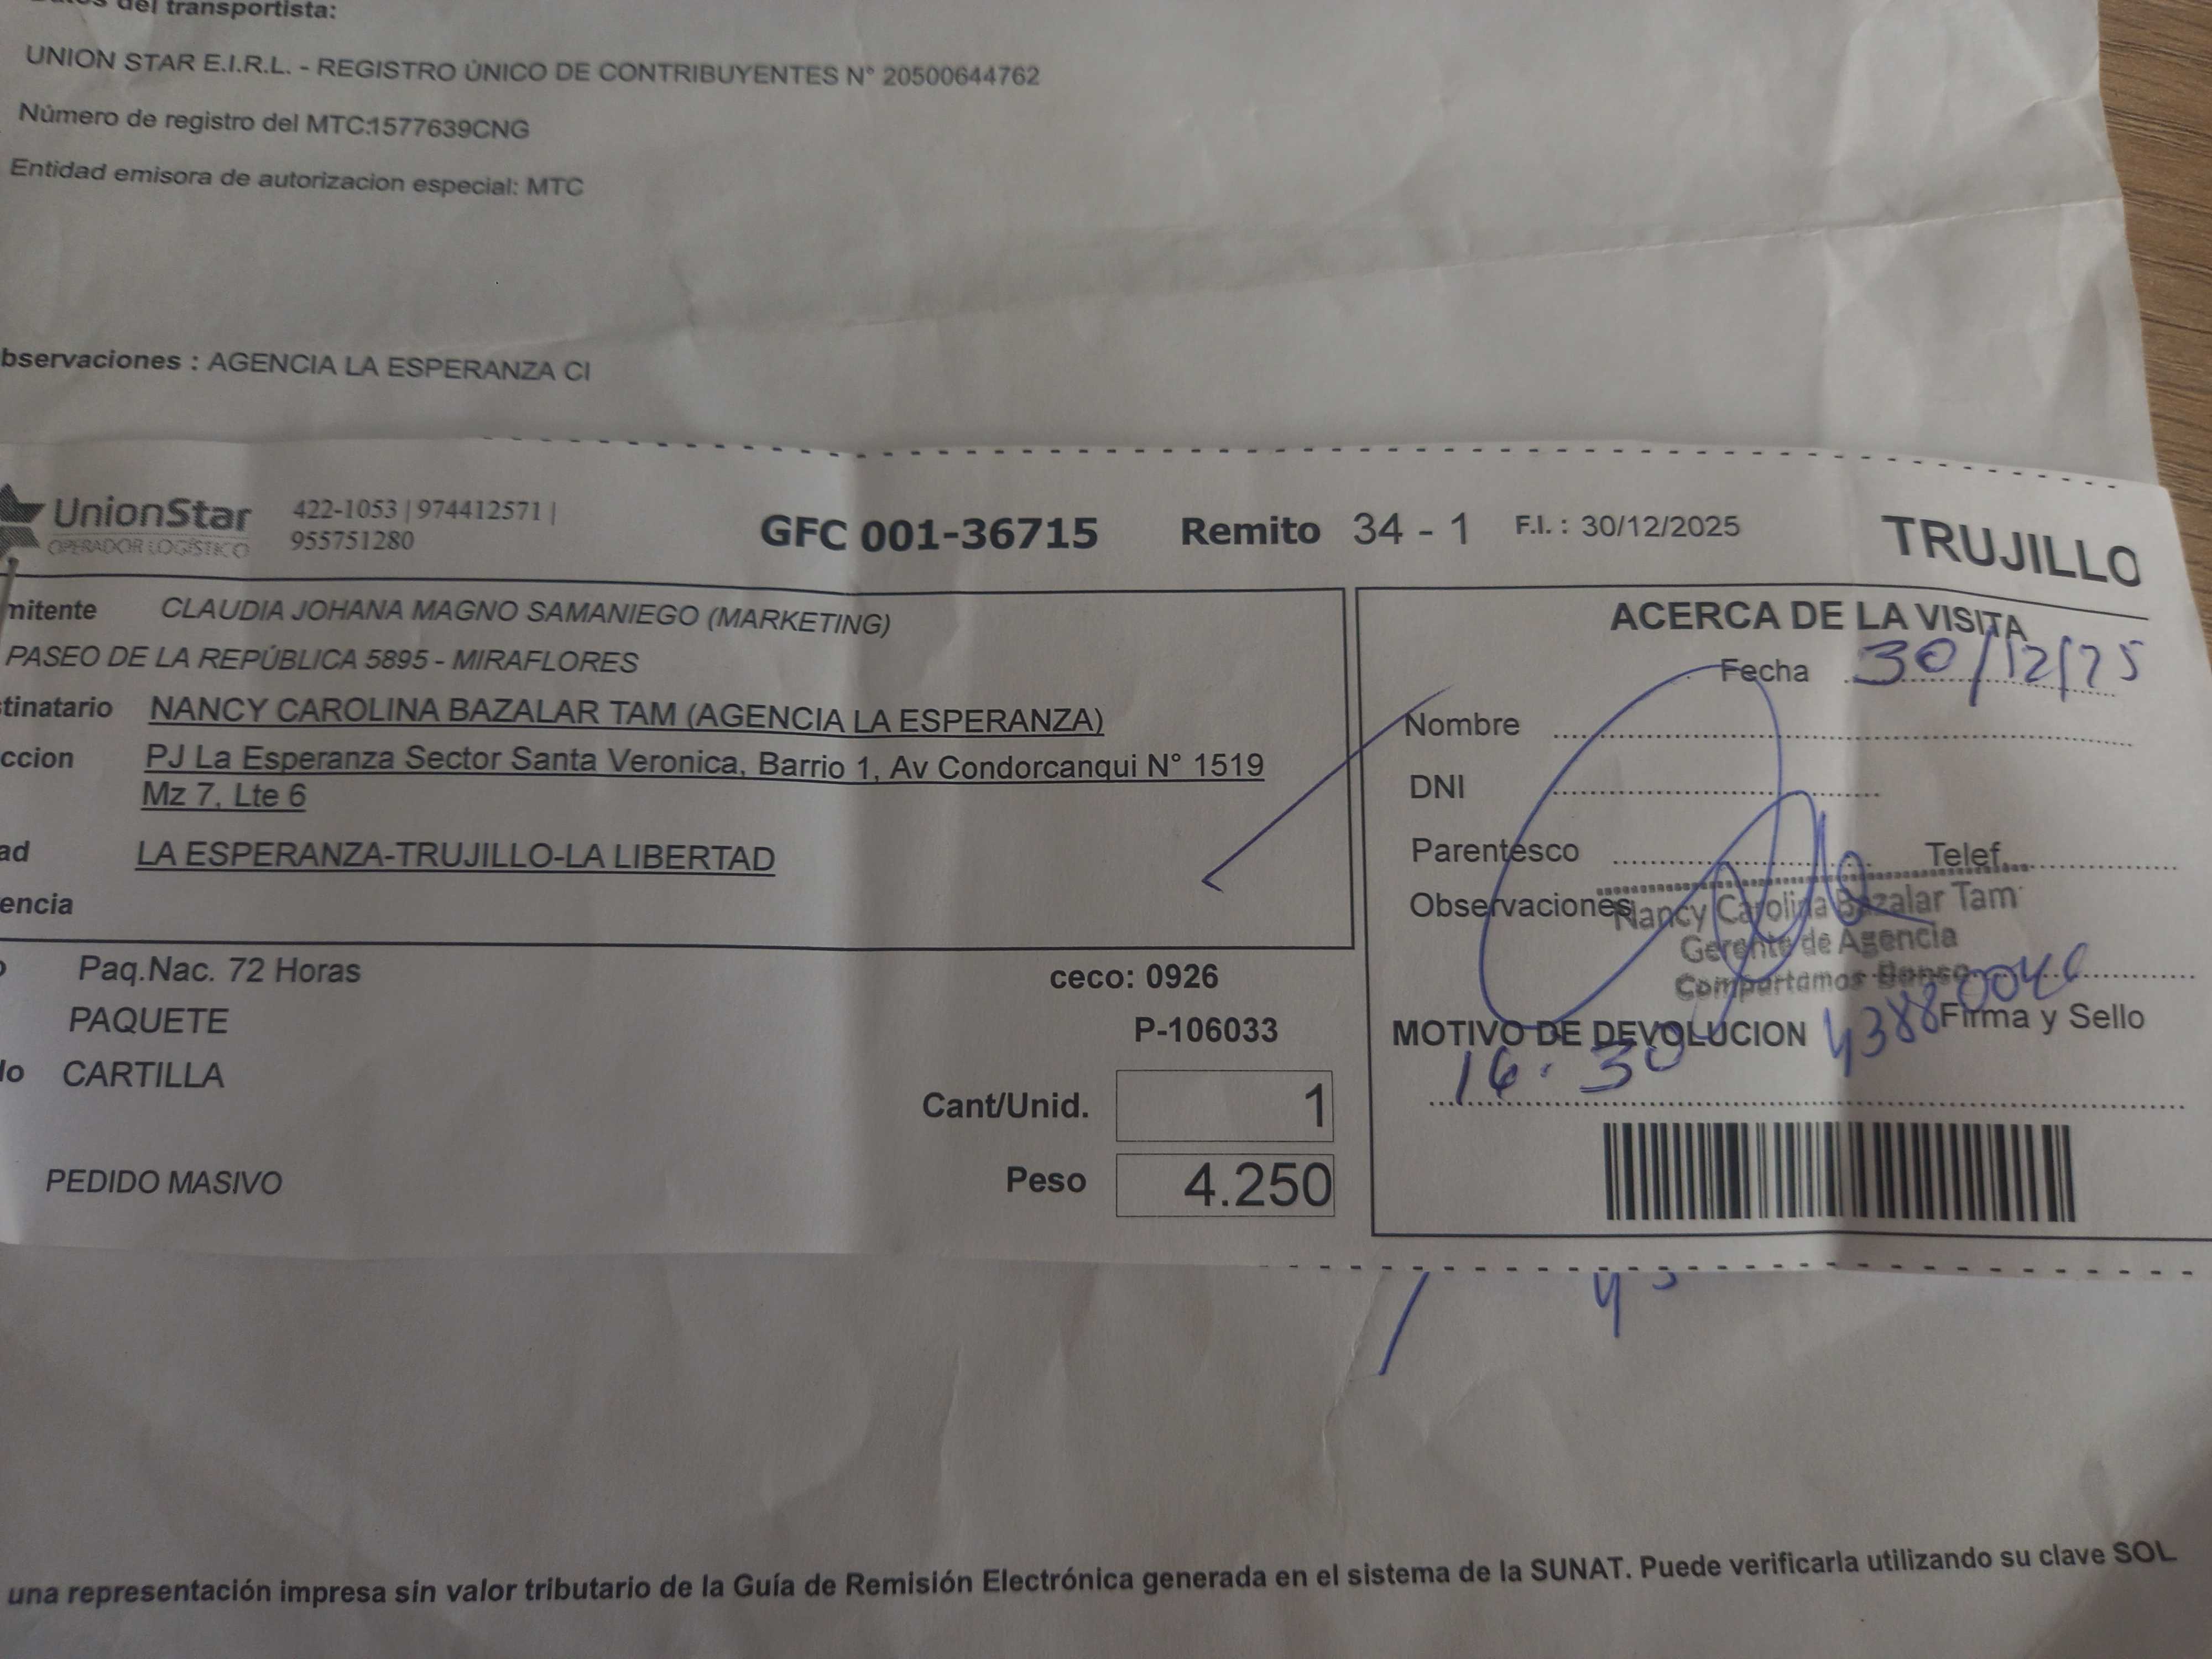 del transportista:
UNION STAR E.I.R.L. - REGISTRO ÚNICO DE CONTRIBUYENTES N° 20500644762
Número de registro del MTC:1577639CNG
Entidad emisora de autorizacion especial: MTC
bservaciones : AGENCIA LA ESPERANZA CI
UnionStar
OPERADOR LOGÍSTICO
422-1053 | 974412571 |
955751280
GFC 001-36715 Remito 34 - 1 F.I. : 30/12/2025
TRUJILLO
mitente CLAUDIA JOHANA MAGNO SAMANIEGO (MARKETING)
PASEO DE LA REPÚBLICA 5895 - MIRAFLORES
tinatario NANCY CAROLINA BAZALAR TAM (AGENCIA LA ESPERANZA)
ccion PJ La Esperanza Sector Santa Veronica, Barrio 1, Av Condorcanqui N° 1519
Mz 7, Lte 6
ad LA ESPERANZA-TRUJILLO-LA LIBERTAD
encia
Paq.Nac. 72 Horas
ceco: 0926
PAQUETE
P-106033
lo CARTILLA
Cant/Unid. 1
PEDIDO MASIVO
Peso 4.250
ACERCA DE LA VISITA
Fecha 30/12/25
Nombre
DNI
Parentesco Telef.
Observaciones
Nancy Carolina Bazalar Tam
Gerente de Agencia
Compartamos Banco
Firma y Sello
MOTIVO DE DEVOLUCION
16:30
una representación impresa sin valor tributario de la Guía de Remisión Electrónica generada en el sistema de la SUNAT. Puede verificarla utilizando su clave SOL